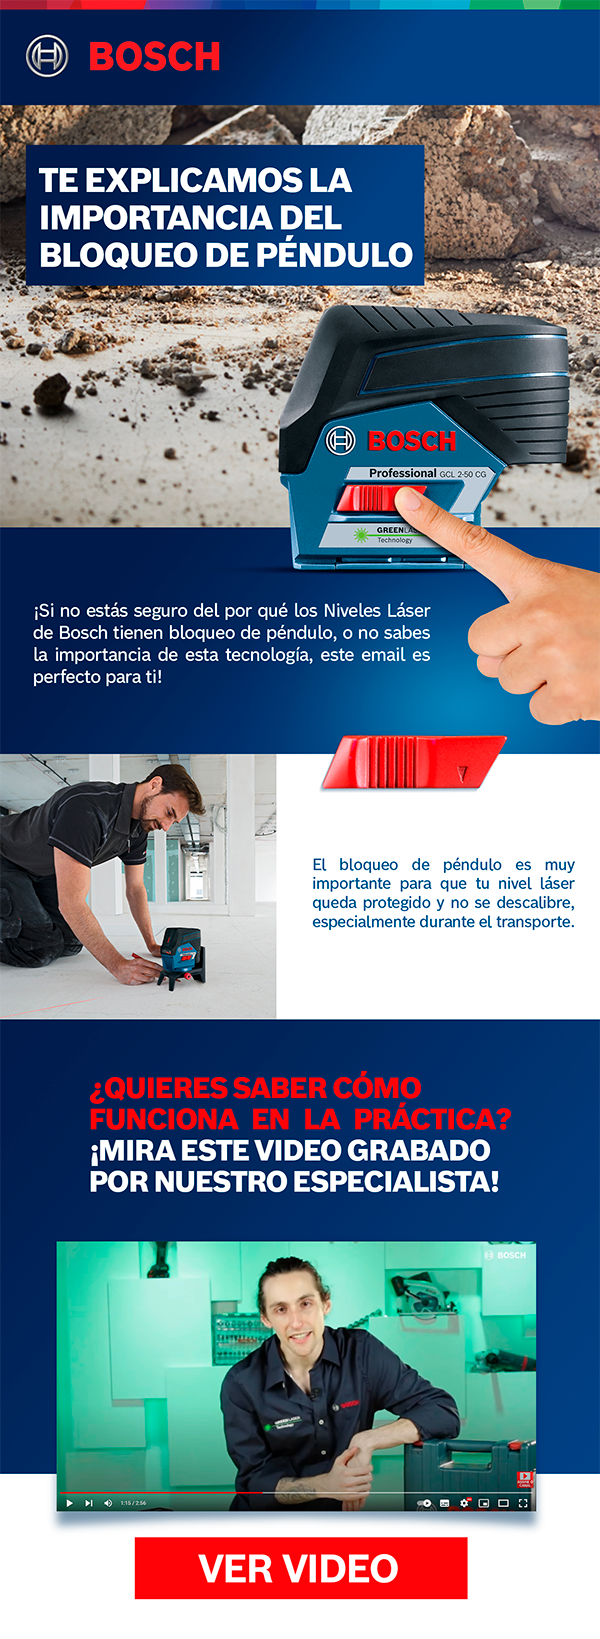 BOSCH
TE EXPLICAMOS LA
IMPORTANCIA DEL
BLOQUEO DE PÉNDULO
BOSCH
Professional GCL 2-50 CG
GREENLAS
Technology
¡Si no estás seguro del por qué los Niveles Láser
de Bosch tienen bloqueo de péndulo, o no sabes
la importancia de esta tecnología, este email es
perfecto para ti!
El bloqueo de péndulo es muy
importante para que tu nivel láser
queda protegido y no se descalibre,
especialmente durante el transporte.
¿QUIERES SABER CÓMO
FUNCIONA EN LA PRÁCTICA?
¡MIRA ESTE VIDEO GRABADO
POR NUESTRO ESPECIALISTA!
BOSCH
BOSCH
GREENLASER
Technology
1:15 / 2:56
VER VIDEO